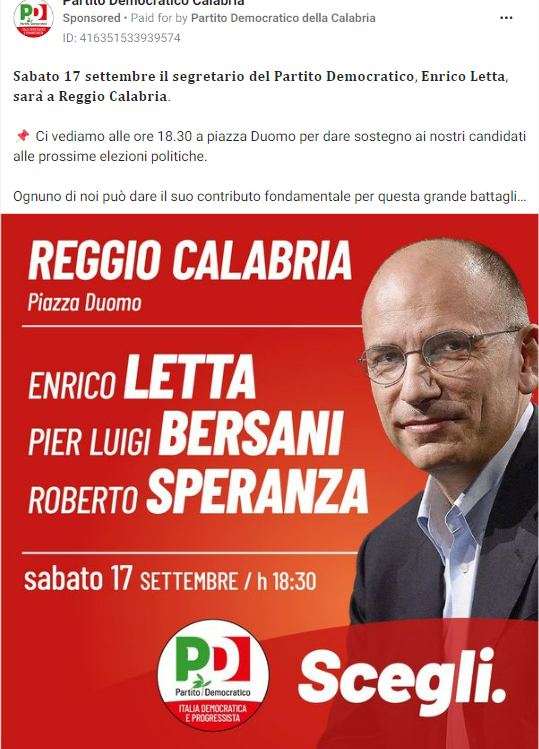 Partito Democratico Calabria
Sponsored • Paid for by Partito Democratico della Calabria
ID: 416351533939574
Sabato 17 settembre il segretario del Partito Democratico, Enrico Letta,
sarà a Reggio Calabria.
📌 Ci vediamo alle ore 18.30 a piazza Duomo per dare sostegno ai nostri candidati
alle prossime elezioni politiche.
Ognuno di noi può dare il suo contributo fondamentale per questa grande battagli...
REGGIO CALABRIA
Piazza Duomo
ENRICO LETTA
PIER LUIGI BERSANI
ROBERTO SPERANZA
sabato 17 SETTEMBRE / h 18:30
PD
Partito Democratico
ITALIA DEMOCRATICA
E PROGRESSISTA
Scegli.